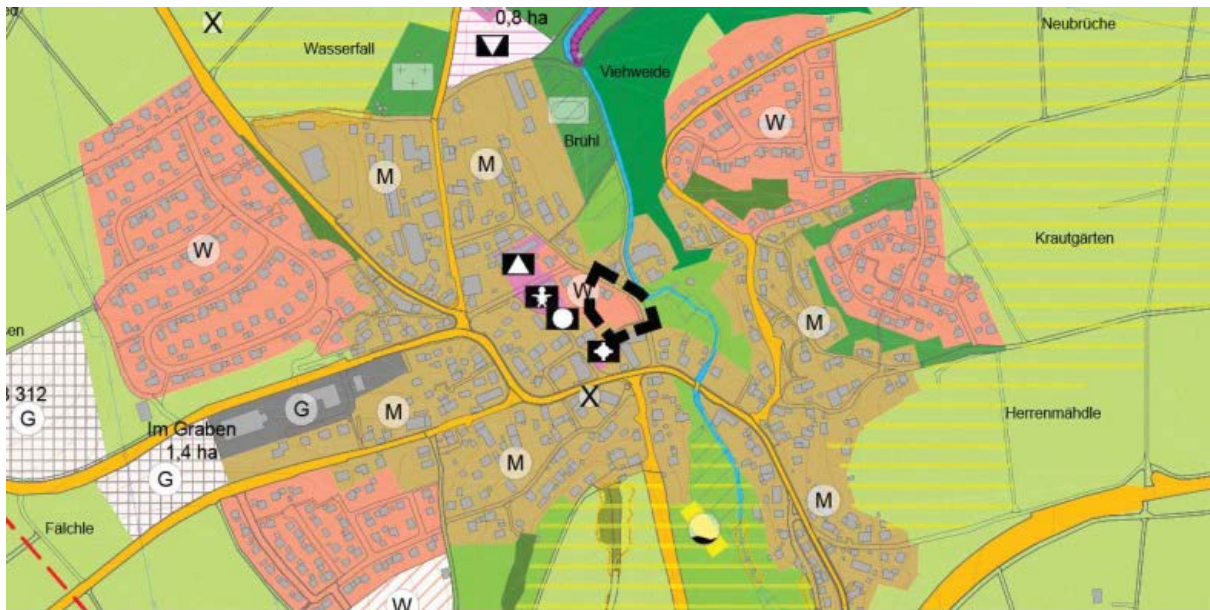 X
0,8 ha
Neubrüche
Wasserfall
Viehweide
W
Brühl
M
M
Krautgärten
W
W
M
312
G
G
M
X
Herrenmähdle
Im Graben
1,4 ha
M
G
M
Fälchle
W